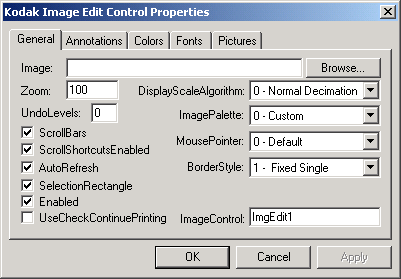 Kodak Image Edit Control Properties
General Annotations Colors Fonts Pictures
Image: Browse...
Zoom: 100 DisplayScaleAlgorithm: 0 - Normal Decimation
UndoLevels: 0 ImagePalette: 0 - Custom
ScrollBars
ScrollShortcutsEnabled MousePointer: 0 - Default
AutoRefresh BorderStyle: 1 - Fixed Single
SelectionRectangle
Enabled
UseCheckContinuePrinting ImageControl: ImgEdit1
OK Cancel Apply